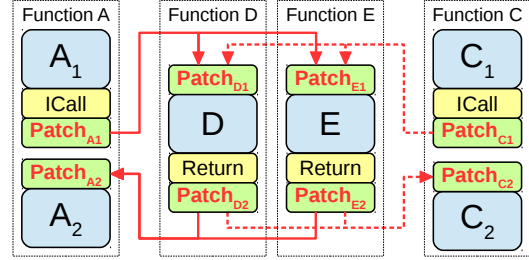 Function A
Function D
Function E
Function C
A1
ICall
PatchA1
PatchA2
A2
PatchD1
D
Return
PatchD2
PatchE1
E
Return
PatchE2
C1
ICall
PatchC1
PatchC2
C2